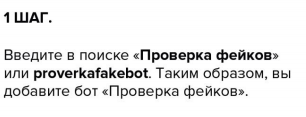 1 ШАГ.
Введите в поиске «Проверка фейков»
или proverkafakebot. Таким образом, вы
добавите бот «Проверка фейков».